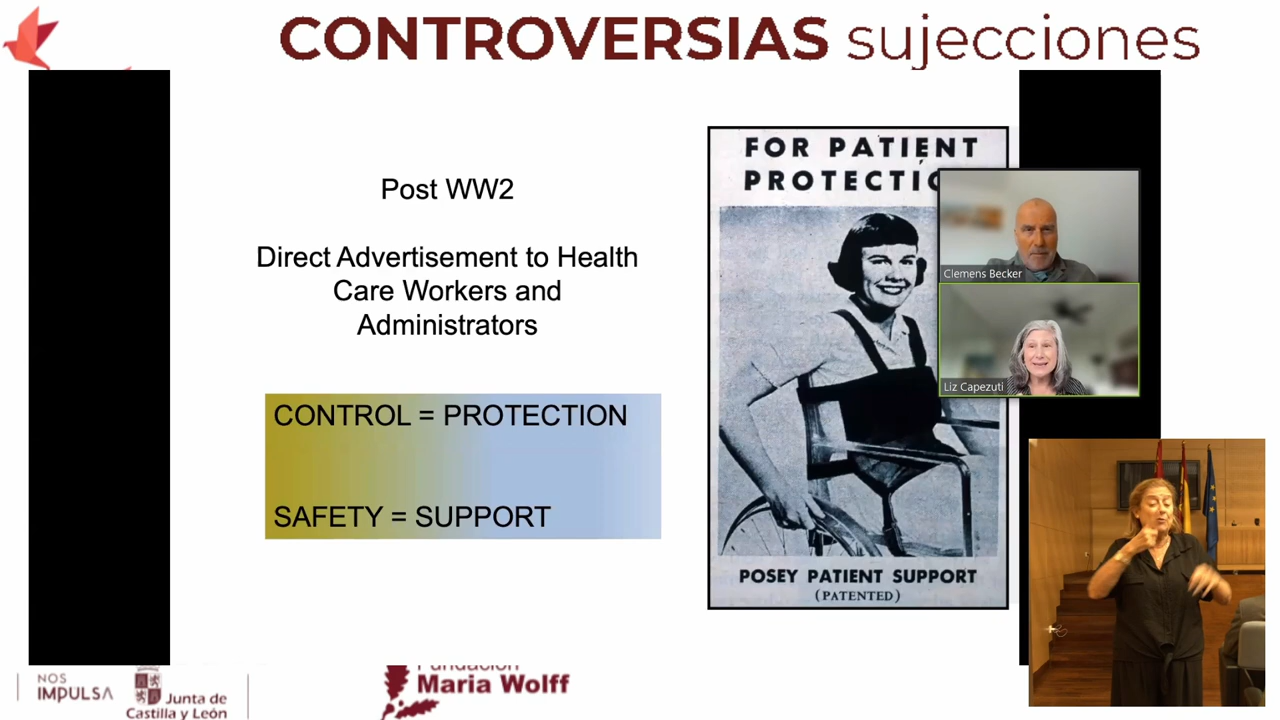 CONTROVERSIAS sujecciones
Post WW2
Direct Advertisement to Health
Care Workers and
Administrators
CONTROL = PROTECTION
SAFETY = SUPPORT
FOR PATIENT
PROTECTIO
POSEY PATIENT SUPPORT
(PATENTED)
Clemens Becker
Liz Capezuti
NOS
IMPULSA
Junta de
Castilla y León
Fundación
Maria Wolff